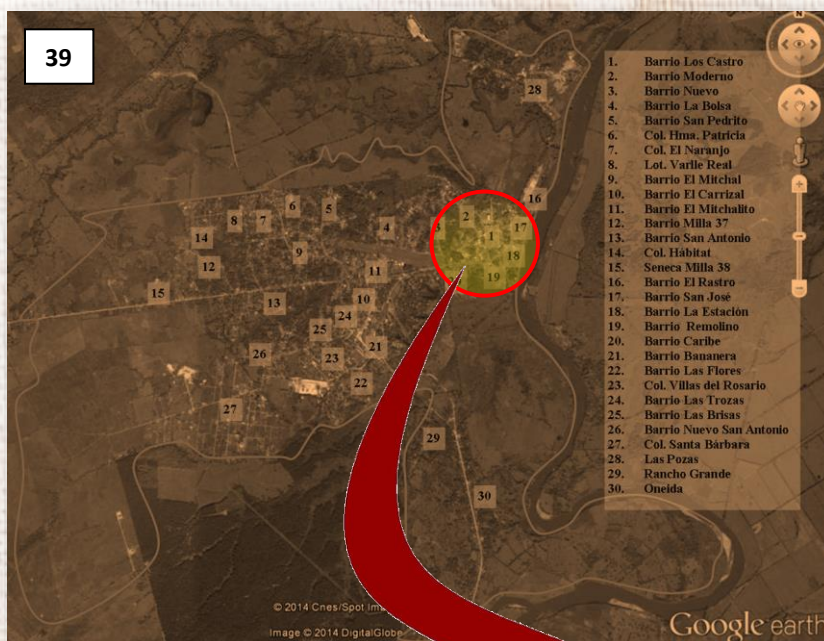 39
N
1. Barrio Los Castro
2. Barrio Moderno
3. Barrio Nuevo
4. Barrio La Bolsa
5. Barrio San Pedrito
6. Col. Hma. Patricia
7. Col. El Naranjo
8. Lot. Varlle Real
9. Barrio El Mitchal
10. Barrio El Carrizal
11. Barrio El Mitchalito
12. Barrio Milla 37
13. Barrio San Antonio
14. Col. Hábitat
15. Seneca Milla 38
16. Barrio El Rastro
17. Barrio San José
18. Barrio La Estación
19. Barrio Remolino
20. Barrio Caribe
21. Barrio Bananera
22. Barrio Las Flores
23. Col. Villas del Rosario
24. Barrio Las Trozas
25. Barrio Las Brisas
26. Barrio Nuevo San Antonio
27. Col. Santa Bárbara
28. Las Pozas
29. Rancho Grande
30. Oneida
28
16
6
5
2
3
8
7
4
1
17
14
9
18
12
11
19
15
13
10
24
25
21
26
23
22
27
29
30
© 2014 Cnes/Spot
Image © 2014 DigitalGlobe
Google earth